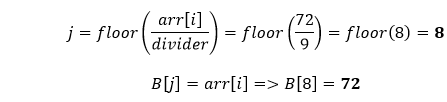 j = floor(arr[i]/divider) = floor(72/9) = floor(8) = 8
B[j] = arr[i] => B[8] = 72